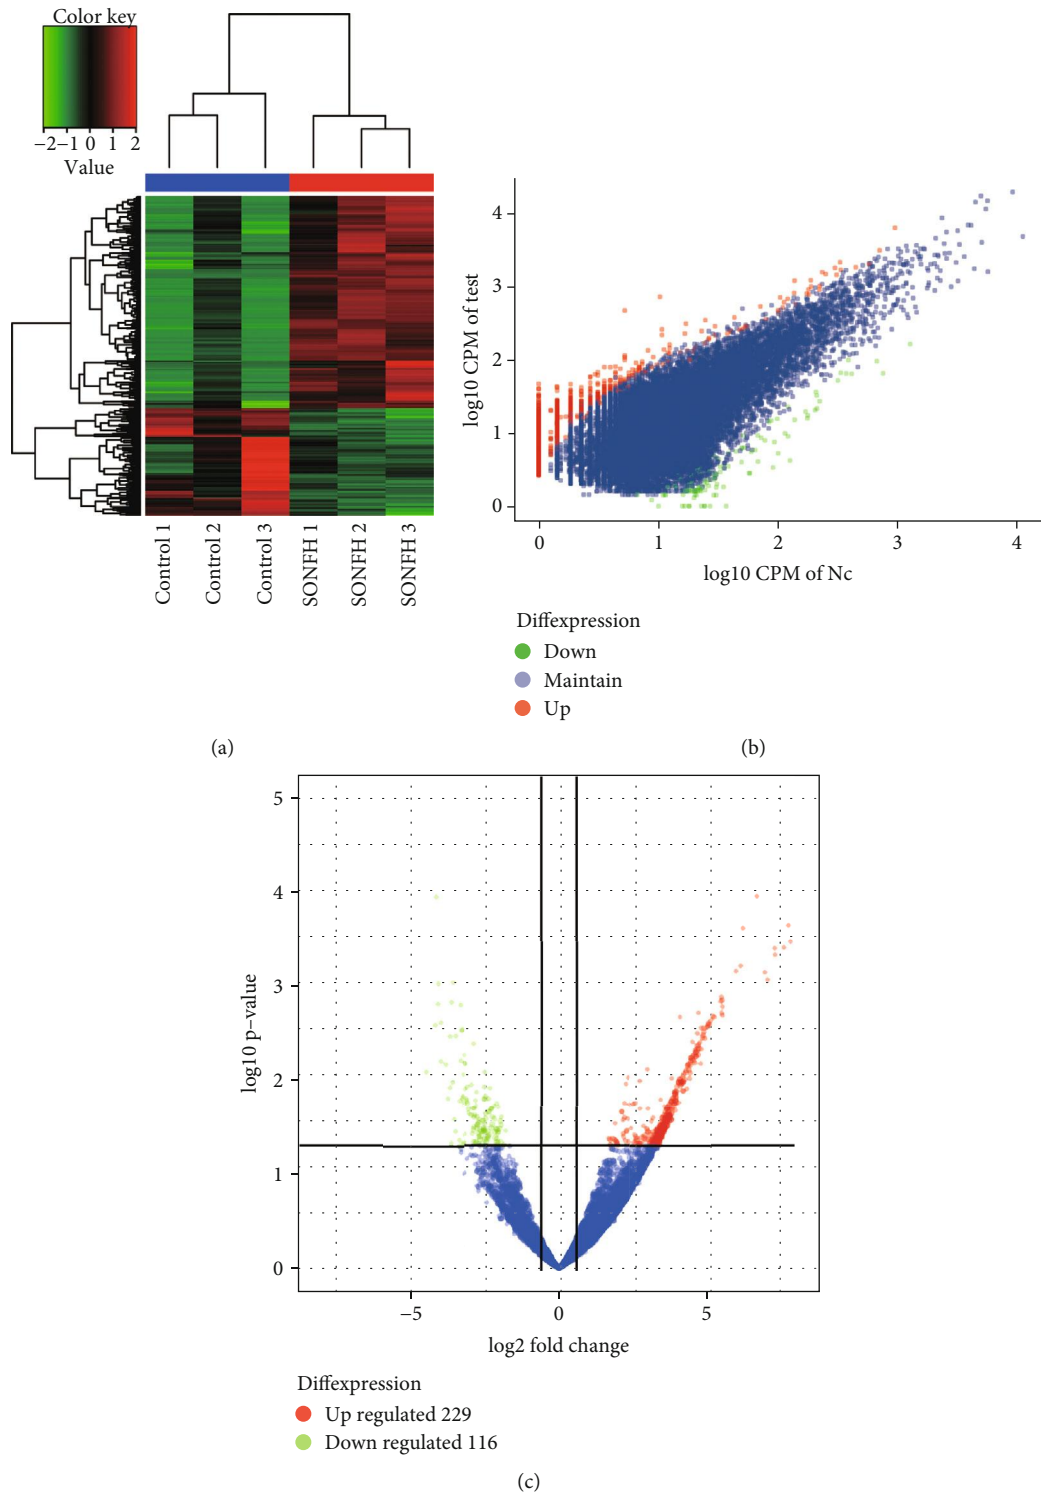 Color key
−2 −1 0 1 2
Value
Control 1
Control 2
Control 3
SONFH 1
SONFH 2
SONFH 3
(a)
log10 CPM of test
4
3
2
1
0
0 1 2 3 4
log10 CPM of Nc
Diffexpression
Down
Maintain
Up
(b)
log10 p−value
5
4
3
2
1
0
−5 0 5
log2 fold change
Diffexpression
Up regulated 229
Down regulated 116
(c)